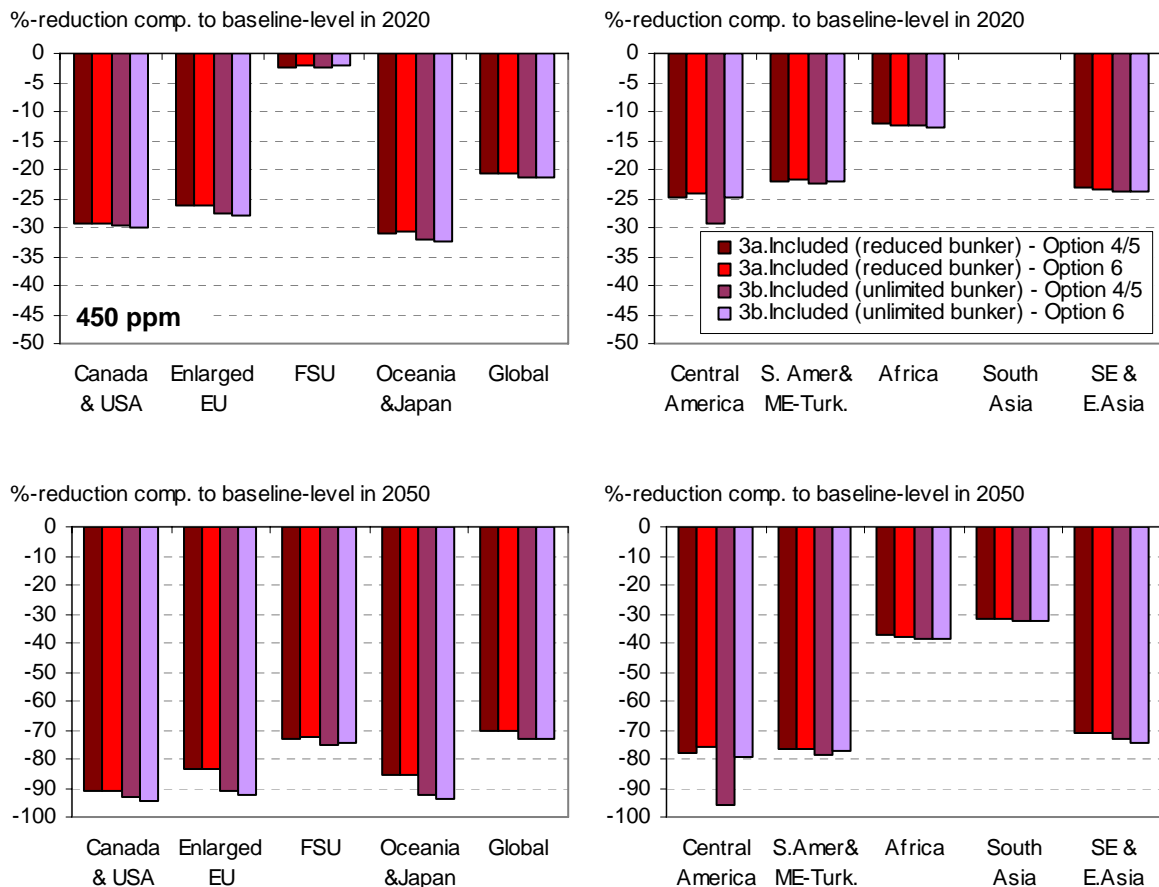 %-reduction comp. to baseline-level in 2020
0
-5
-10
-15
-20
-25
-30
-35
-40
-45
-50
450 ppm
Canada & USA
Enlarged EU
FSU
Oceania &Japan
Global
%-reduction comp. to baseline-level in 2020
0
-5
-10
-15
-20
-25
-30
-35
-40
-45
-50
3a.Included (reduced bunker) - Option 4/5
3a.Included (reduced bunker) - Option 6
3b.Included (unlimited bunker) - Option 4/5
3b.Included (unlimited bunker) - Option 6
Central America
S. Amer& ME-Turk.
Africa
South Asia
SE & E.Asia
%-reduction comp. to baseline-level in 2050
0
-10
-20
-30
-40
-50
-60
-70
-80
-90
-100
Canada & USA
Enlarged EU
FSU
Oceania &Japan
Global
%-reduction comp. to baseline-level in 2050
0
-10
-20
-30
-40
-50
-60
-70
-80
-90
-100
Central America
S.Amer& ME-Turk.
Africa
South Asia
SE & E.Asia